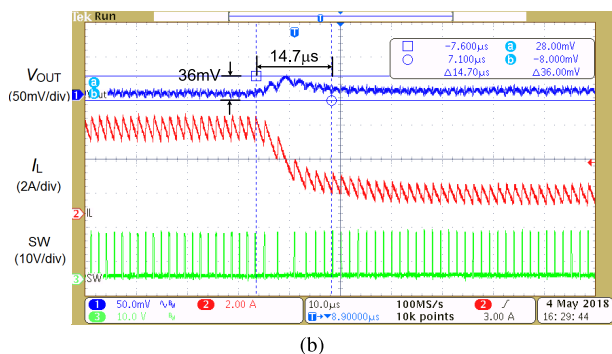 Tek Run
T
14.7µs
-7.600µs
a
28.00mV
7.100µs
b
-8.000mV
Δ14.70µs
Δ36.00mV
VOUT
(50mV/div)
36mV
a
b
1
IL
(2A/div)
2
IL
SW
(10V/div)
3
SW
1
50.0mV
2
2.00 A
10.0µs
100MS/s
2
4 May 2018
3
10.0 V
T→▼8.90000µs
10k points
3.00 A
16:29:44
(b)